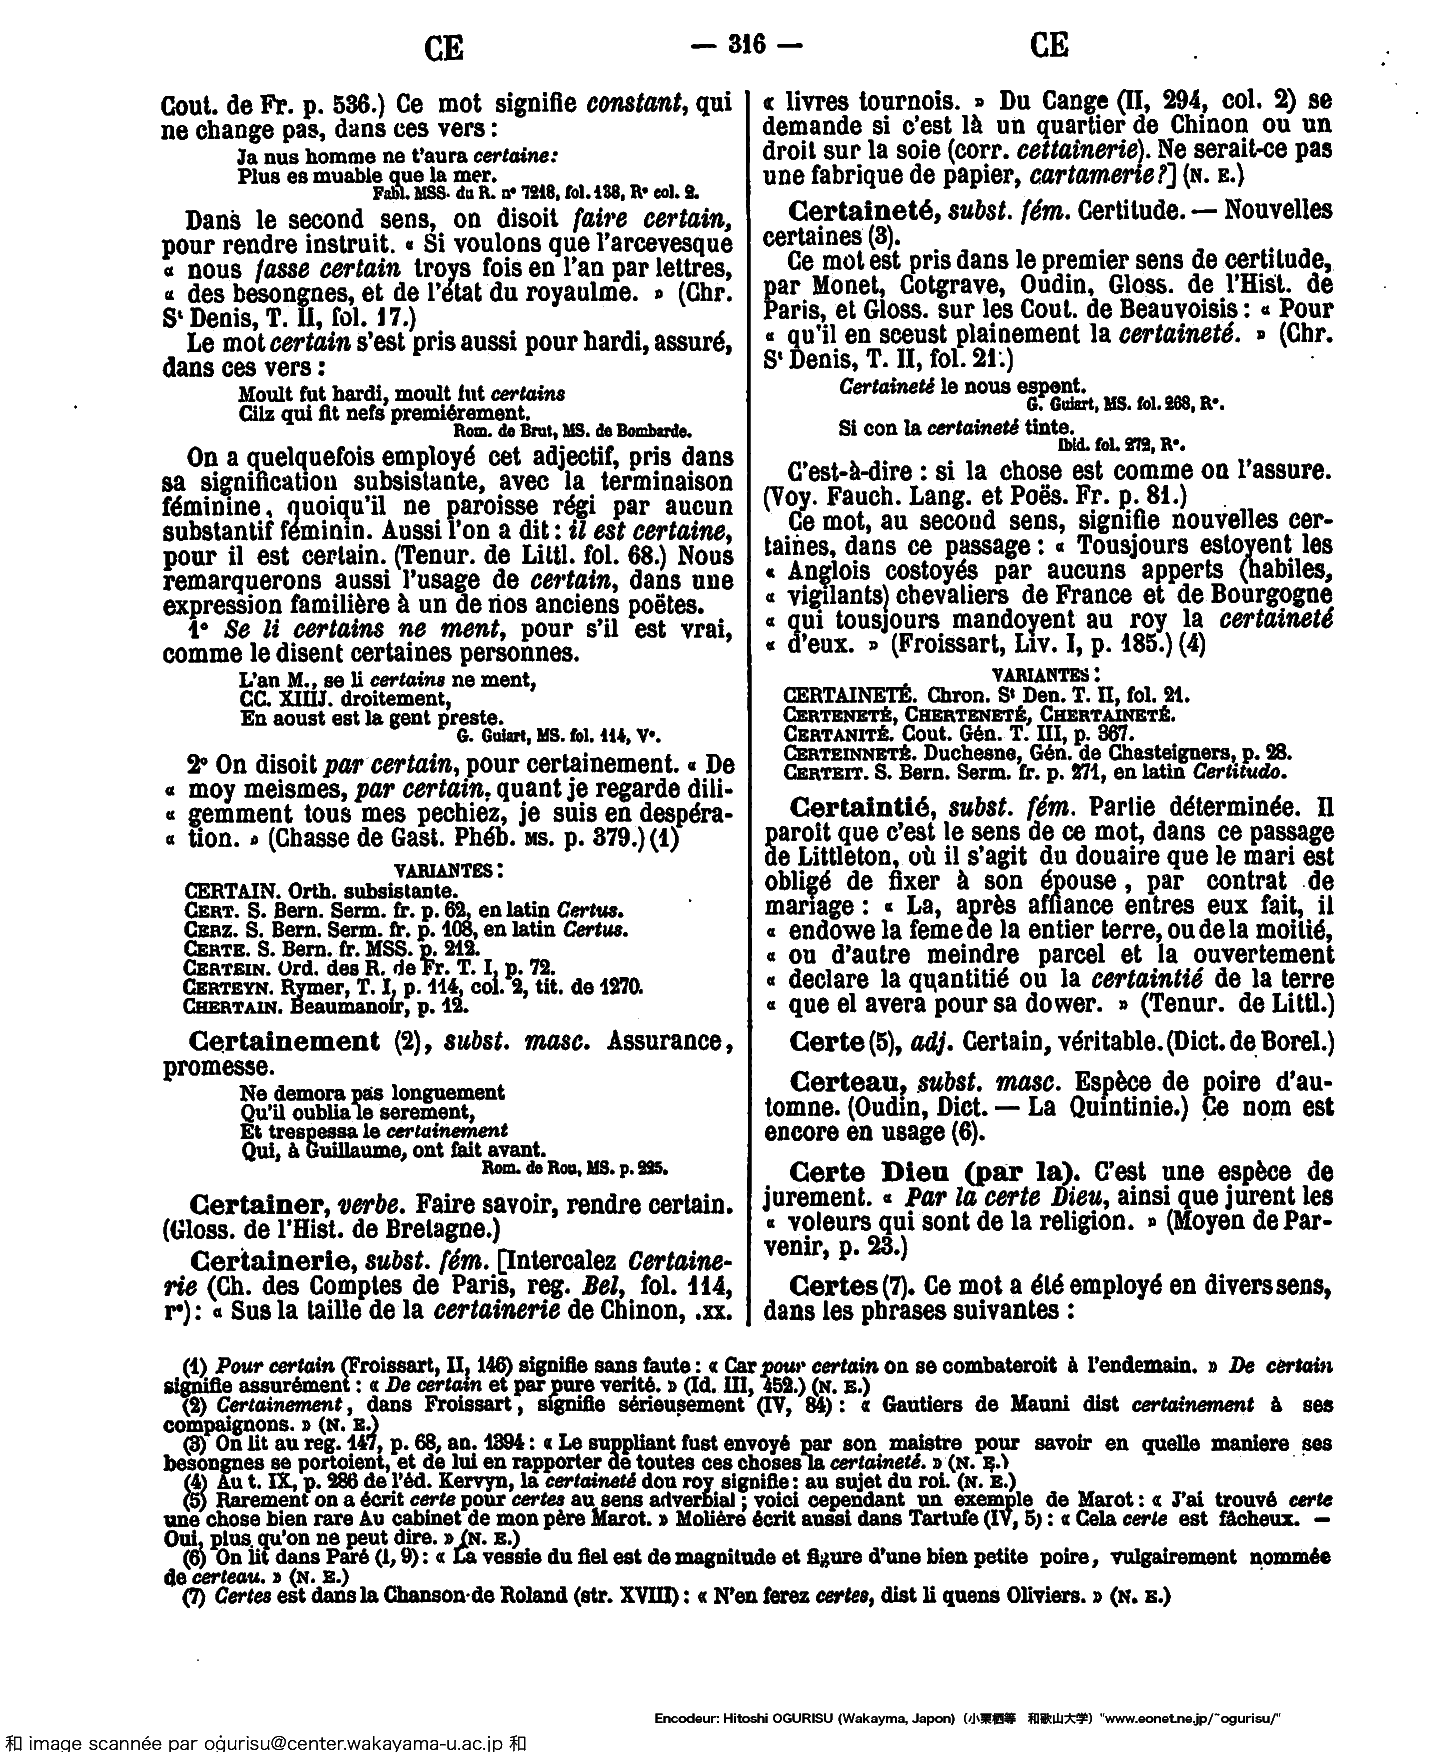 CE
— 316 —
CE
Cout. de Fr. p. 536.) Ce mot signifie constant, qui
ne change pas, dans ces vers :
Ja nus homme ne t'aura certaine:
Plus es muable que la mer.
Fabl. MSS. du R. n° 7218, fol. 138, R° col. 2.
Dans le second sens, on disoit faire certain,
pour rendre instruit. « Si voulons que l'arcevesque
« nous fasse certain troys fois en l'an par lettres,
« des besongnes, et de l'état du royaulme. » (Chr.
St Denis, T. II, fol. 17.)
Le mot certain s'est pris aussi pour hardi, assuré,
dans ces vers :
Moult fut hardi, moult fut certains
Cilz qui fit nefs premiérement.
Rom. de Brut, MS. de Bombarde.
On a quelquefois employé cet adjectif, pris dans
sa signification subsistante, avec la terminaison
féminine, quoiqu'il ne paroisse régi par aucun
substantif féminin. Aussi l'on a dit : il est certaine,
pour il est certain. (Tenur. de Littl. fol. 68.) Nous
remarquerons aussi l'usage de certain, dans une
expression familière à un de nos anciens poëtes.
1° Se li certains ne ment, pour s'il est vrai,
comme le disent certaines personnes.
L'an M., se li certains ne ment,
CC. XIIIJ. droitement,
En aoust est la gent preste.
G. Guiart, MS. fol. 114, V°.
2° On disoit par certain, pour certainement. « De
« moy meismes, par certain, quant je regarde dili-
« gemment tous mes pechiez, je suis en despéra-
« tion. » (Chasse de Gast. Phéb. MS. p. 379.) (1)
VARIANTES :
CERTAIN. Orth. subsistante.
CERT. S. Bern. Serm. fr. p. 62, en latin Certus.
CERZ. S. Bern. Serm. fr. p. 108, en latin Certus.
CERTE. S. Bern. fr. MSS. p. 212.
CERTEIN. Ord. des R. de Fr. T. I, p. 72.
CERTEYN. Rymer, T. I, p. 114, col. 2, tit. de 1270.
CHERTAIN. Beaumanoir, p. 12.
Certainement (2), subst. masc. Assurance,
promesse.
Ne demora pas longuement
Qu'il oublia le serement,
Et trespessa le certainement
Qui, à Guillaume, ont fait avant.
Rom. de Rou, MS. p. 225.
Certainer, verbe. Faire savoir, rendre certain.
(Gloss. de l'Hist. de Bretagne.)
Certainerie, subst. fém. [Intercalez Certaine-
rie (Ch. des Comptes de Paris, reg. Bel, fol. 114,
r°) : « Sus la taille de la certainerie de Chinon, .xx.
« livres tournois. » Du Cange (II, 294, col. 2) se
demande si c'est là un quartier de Chinon ou un
droit sur la soie (corr. cettainerie). Ne serait-ce pas
une fabrique de papier, cartamerie?] (N. E.)
Certaineté, subst. fém. Certitude. — Nouvelles
certaines (3).
Ce mot est pris dans le premier sens de certitude,
par Monet, Cotgrave, Oudin, Gloss. de l'Hist. de
Paris, et Gloss. sur les Cout. de Beauvoisis : « Pour
« qu'il en sceust plainement la certaineté. » (Chr.
St Denis, T. II, fol. 21.)
Certaineté le nous espent.
G. Guiart, MS. fol. 268, R°.
Si con la certaineté tinte.
Ibid. fol. 272, R°.
C'est-à-dire : si la chose est comme on l'assure.
(Voy. Fauch. Lang. et Poës. Fr. p. 81.)
Ce mot, au second sens, signifie nouvelles cer-
taines, dans ce passage : « Tousjours estoyent les
« Anglois costoyés par aucuns apperts (habiles,
« vigilants) chevaliers de France et de Bourgogne
« qui tousjours mandoyent au roy la certaineté
« d'eux. » (Froissart, Liv. I, p. 185.) (4)
VARIANTES :
CERTAINETÉ. Chron. St Den. T. II, fol. 21.
CERTENETÉ, CHERTENETÉ, CHERTAINETÉ.
CERTANITÉ. Cout. Gén. T. III, p. 367.
CERTEINNETÉ. Duchesne, Gén. de Chasteigners, p. 28.
CERTEIT. S. Bern. Serm. fr. p. 271, en latin Certitudo.
Certaintié, subst. fém. Partie déterminée. Il
paroit que c'est le sens de ce mot, dans ce passage
de Littleton, où il s'agit du douaire que le mari est
obligé de fixer à son épouse, par contrat de
mariage : « La, après affiance entres eux fait, il
« endowe la feme de la entier terre, ou de la moitié,
« ou d'autre meindre parcel et la ouvertement
« declare la quantitié ou la certaintié de la terre
« que el avera pour sa dower. » (Tenur. de Littl.)
Certe (5), adj. Certain, véritable. (Dict. de Borel.)
Certeau, subst. masc. Espèce de poire d'au-
tomne. (Oudin, Dict. — La Quintinie.) Ce nom est
encore en usage (6).
Certe Dieu (par la). C'est une espèce de
jurement. « Par la certe Dieu, ainsi que jurent les
« voleurs qui sont de la religion. » (Moyen de Par-
venir, p. 23.)
Certes (7). Ce mot a été employé en divers sens,
dans les phrases suivantes :
(1) Pour certain (Froissart, II, 146) signifie sans faute : « Car pour certain on se combateroit à l'endemain. » De certain
signifie assurément : « De certain et par pure verité. » (Id. III, 452.) (N. E.)
(2) Certainement, dans Froissart, signifie sérieusement (IV, 84) : « Gautiers de Mauni dist certainement à ses
compaignons. » (N. E.)
(3) On lit au reg. 147, p. 68, an. 1394 : « Le suppliant fust envoyé par son maistre pour savoir en quelle maniere ses
besongnes se portoient, et de lui en rapporter de toutes ces choses la certaineté. » (N. E.)
(4) Au t. IX, p. 286 de l'éd. Kervyn, la certaineté dou roy signifie : au sujet du roi. (N. E.)
(5) Rarement on a écrit certe pour certes au sens adverbial ; voici cependant un exemple de Marot : « J'ai trouvé certe
une chose bien rare Au cabinet de mon père Marot. » Molière écrit aussi dans Tartufe (IV, 5) : « Cela certe est fâcheux. —
Oui, plus qu'on ne peut dire. » (N. E.)
(6) On lit dans Paré (I, 9) : « La vessie du fiel est de magnitude et figure d'une bien petite poire, vulgairement nommée
de certeau. » (N. E.)
(7) Certes est dans la Chanson de Roland (str. XVIII) : « N'en ferez certes, dist li quens Oliviers. » (N. E.)
Encodeur: Hitoshi OGURISU (Wakayma, Japon) (小栗栖等 和歌山大学) "www.eonet.ne.jp/~ogurisu/"
和 image scannée par ogurisu@center.wakayama-u.ac.jp 和